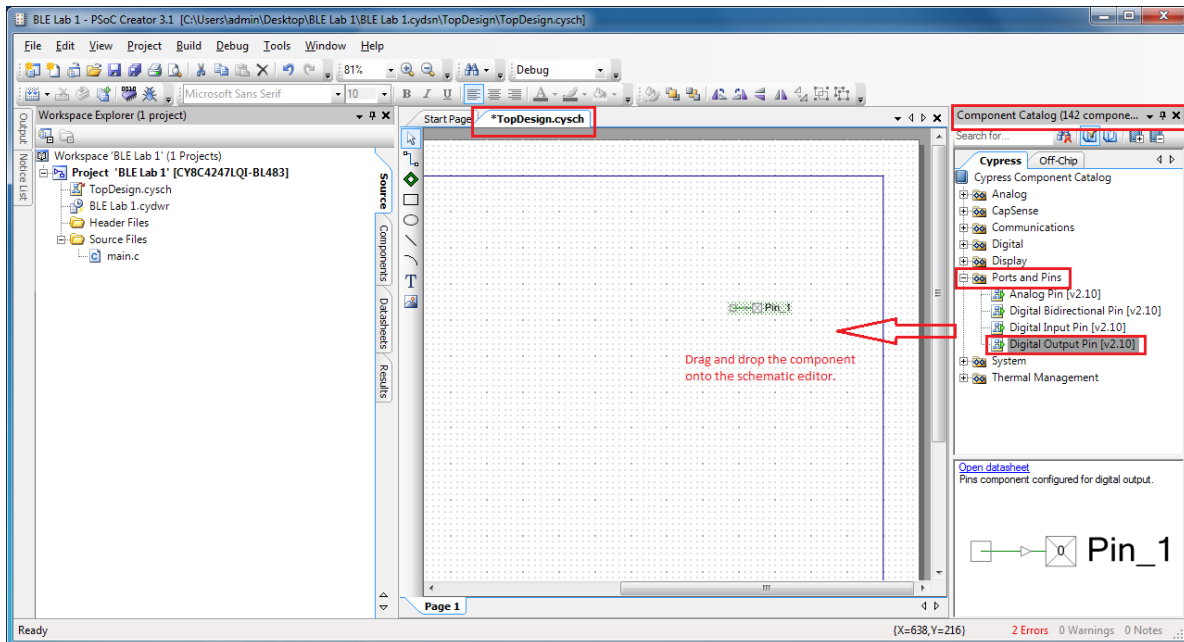 BLE Lab 1 - PSoC Creator 3.1 [C:\Users\admin\Desktop\BLE Lab 1\BLE Lab 1.cydsn\TopDesign\TopDesign.cysch]
File Edit View Project Build Debug Tools Window Help
81% Debug
Microsoft Sans Serif 10 B I U A
Output
Notice List
Workspace Explorer (1 project)
Workspace 'BLE Lab 1' (1 Projects)
Project 'BLE Lab 1' [CY8C4247LQI-BL483]
TopDesign.cysch
BLE Lab 1.cydwr
Header Files
Source Files
main.c
Source
Components
Datasheets
Results
Start Page *TopDesign.cysch
T
Pin_1
Drag and drop the component
onto the schematic editor.
Page 1
Component Catalog (142 compone...
Search for...
Cypress Off-Chip
Cypress Component Catalog
Analog
CapSense
Communications
Digital
Display
Ports and Pins
Analog Pin [v2.10]
Digital Bidirectional Pin [v2.10]
Digital Input Pin [v2.10]
Digital Output Pin [v2.10]
System
Thermal Management
Open datasheet
Pins component configured for digital output.
0 Pin_1
Ready {X=638,Y=216} 2 Errors 0 Warnings 0 Notes